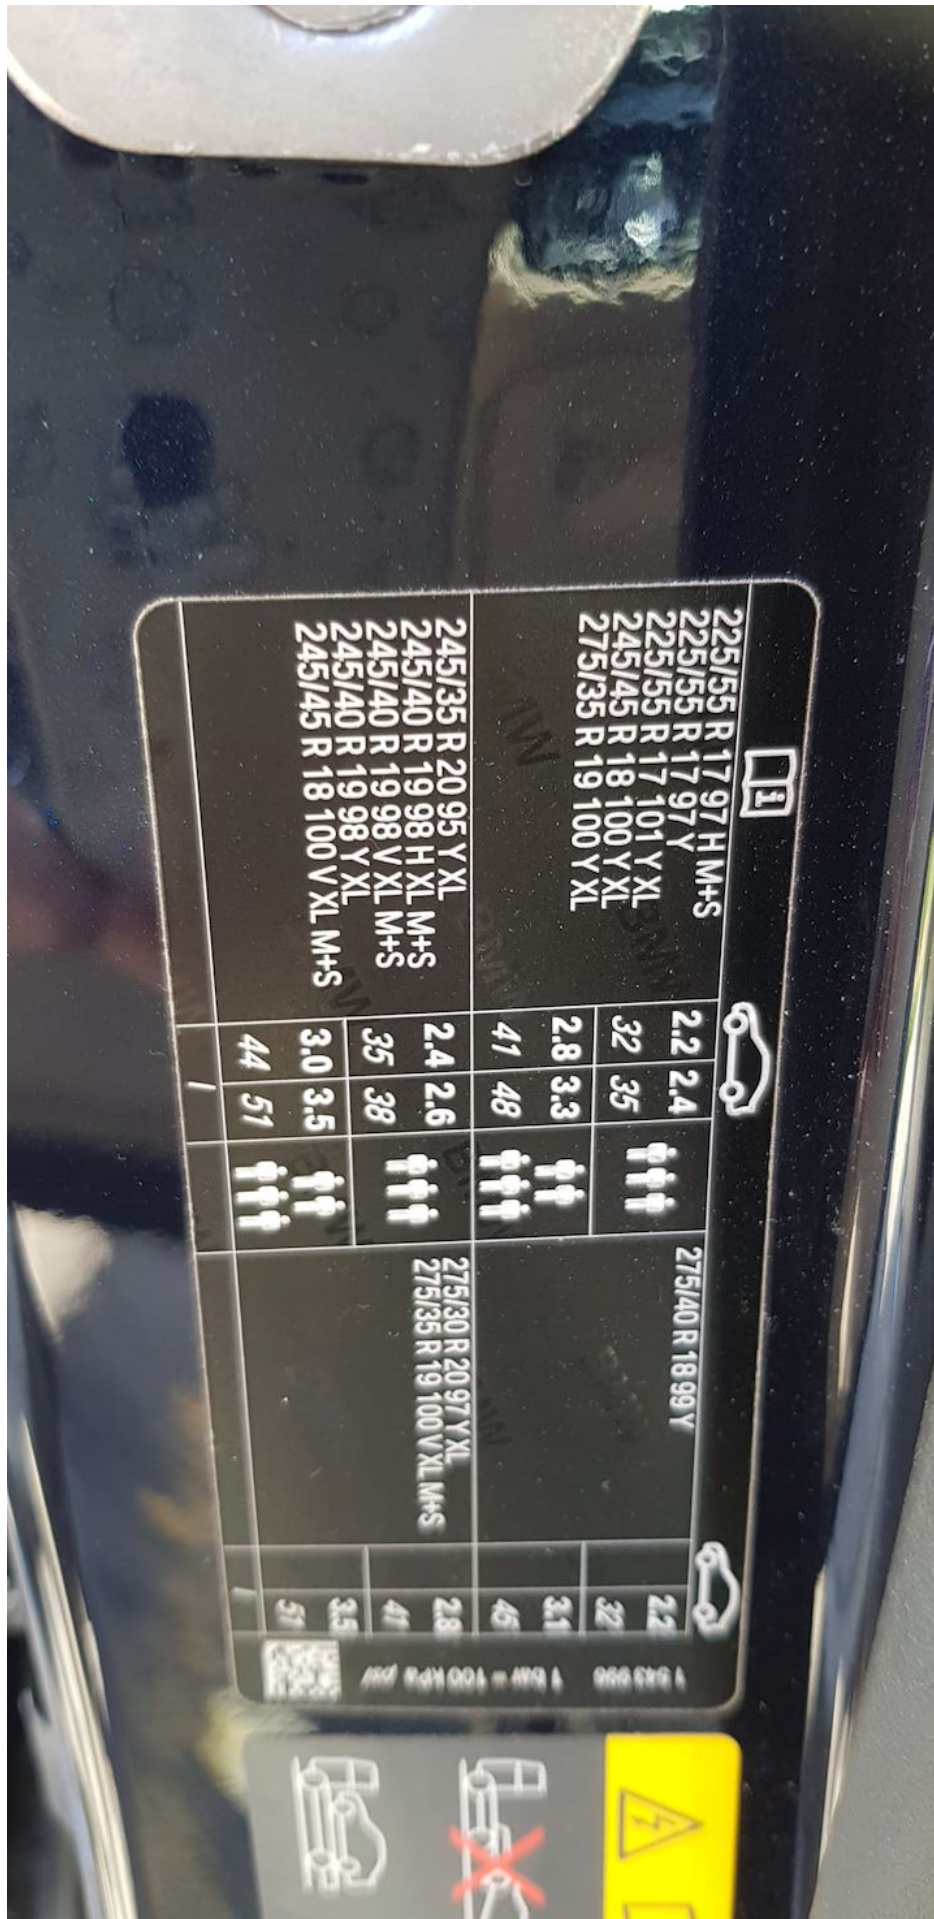 225/55 R 17 97 H M+S
225/55 R 17 97 Y
225/55 R 17 101 Y XL
245/45 R 18 100 Y XL
275/35 R 19 100 Y XL
2.2 2.4
32 35
2.8 3.3
41 48
275/40 R 18 99 Y
2.2
32
3.1
45
245/35 R 20 95 Y XL
245/40 R 19 98 H XL M+S
245/40 R 19 98 V XL M+S
245/40 R 19 98 Y XL
245/45 R 18 100 V XL M+S
2.4 2.6
35 38
3.0 3.5
44 51
275/30 R 20 97 Y XL
275/35 R 19 100 V XL M+S
2.8
41
3.5
51
/
/
1 bar = 100 kPa psi